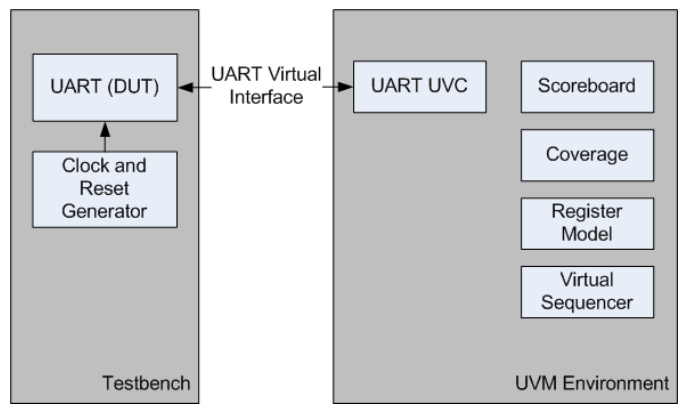 UART (DUT)
Clock and
Reset
Generator
Testbench
UART Virtual
Interface
UART UVC
Scoreboard
Coverage
Register
Model
Virtual
Sequencer
UVM Environment